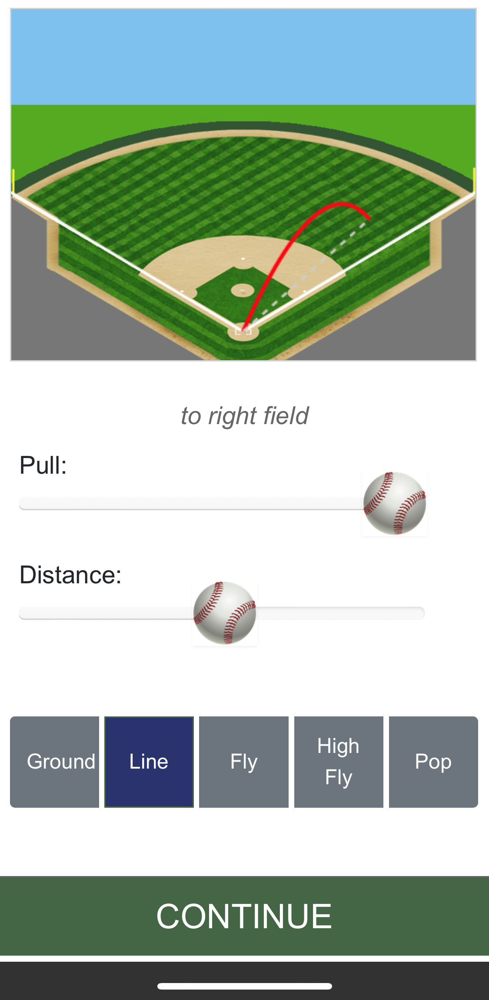 to right field
Pull:
Distance:
Ground
Line
Fly
High
Fly
Pop
CONTINUE